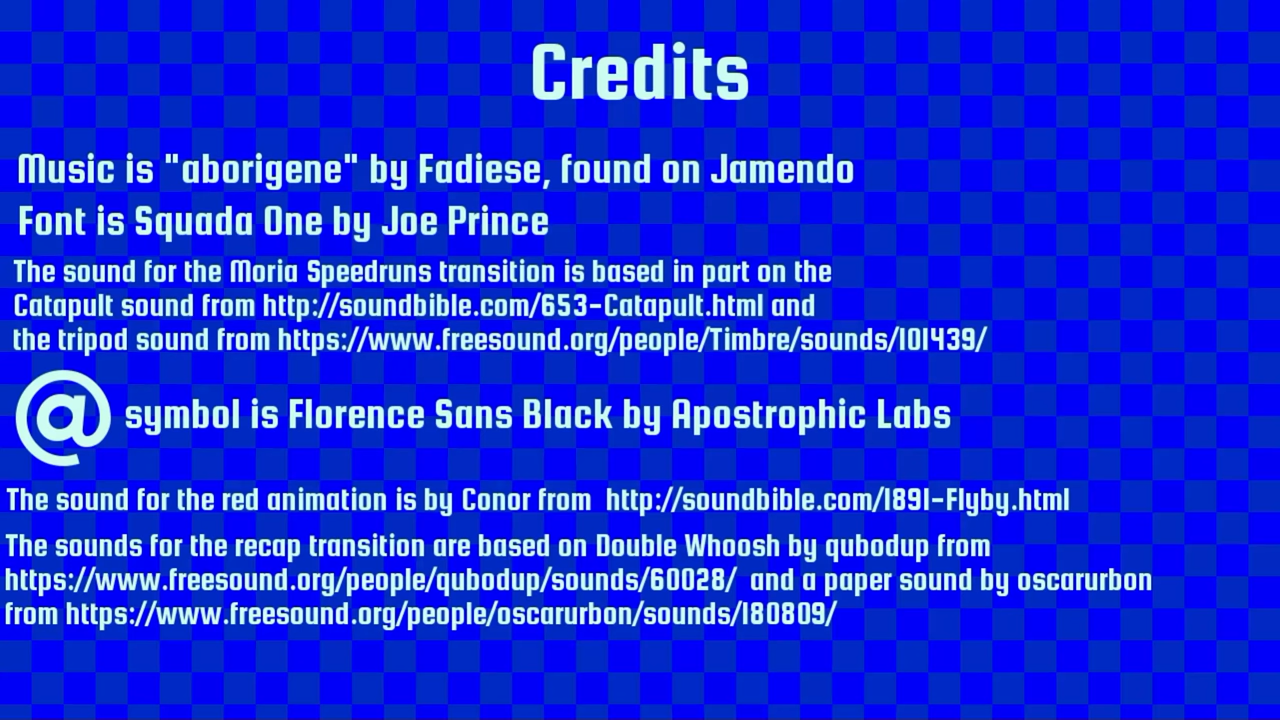 Credits
Music is "aborigene" by Fadiese, found on Jamendo
Font is Squada One by Joe Prince
The sound for the Moria Speedruns transition is based in part on the
Catapult sound from http://soundbible.com/653-Catapult.html and
the tripod sound from https://www.freesound.org/people/Timbre/sounds/101439/
@ symbol is Florence Sans Black by Apostrophic Labs
The sound for the red animation is by Conor from http://soundbible.com/1891-Flyby.html
The sounds for the recap transition are based on Double Whoosh by qubodup from
https://www.freesound.org/people/qubodup/sounds/60028/ and a paper sound by oscarurbon
from https://www.freesound.org/people/oscarurbon/sounds/180809/